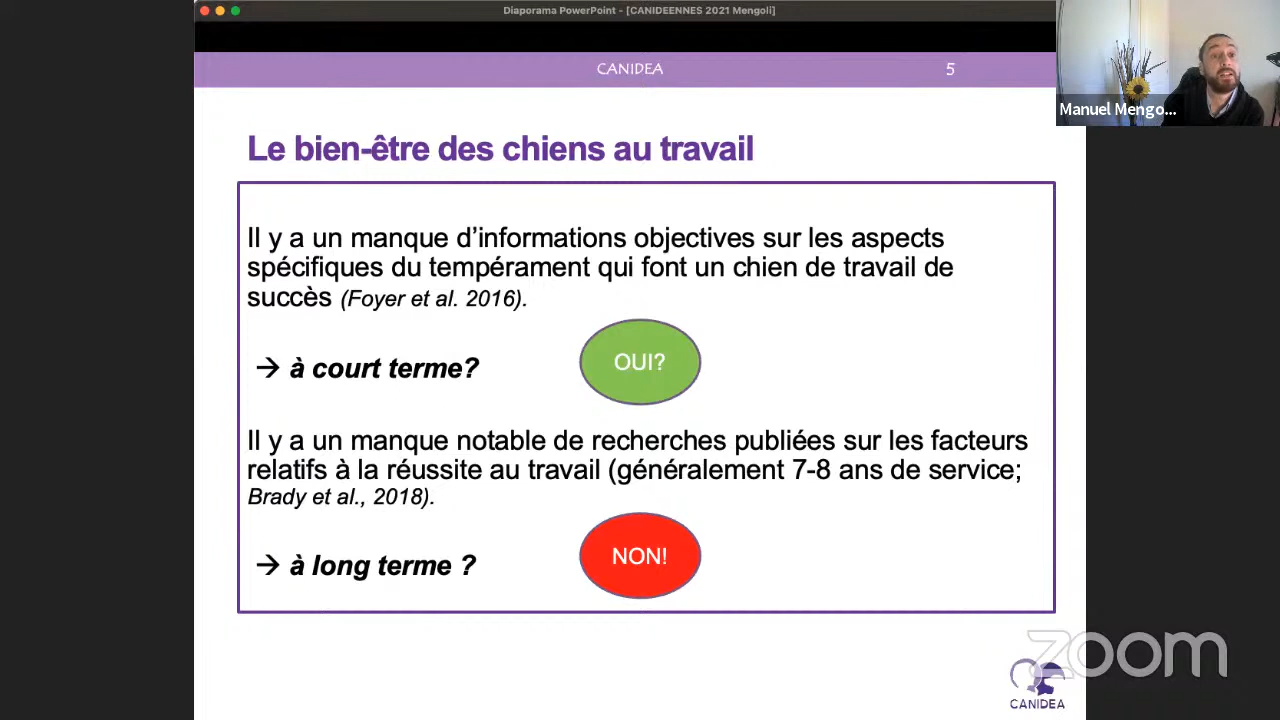 Diaporama PowerPoint - [CANIDEENNES 2021 Mengoli]
CANIDEA
5
Manuel Mengo...
Le bien-être des chiens au travail
Il y a un manque d’informations objectives sur les aspects
spécifiques du tempérament qui font un chien de travail de
succès (Foyer et al. 2016).
→ à court terme?
OUI?
Il y a un manque notable de recherches publiées sur les facteurs
relatifs à la réussite au travail (généralement 7-8 ans de service;
Brady et al., 2018).
→ à long terme ?
NON!
zoom
CANIDEA